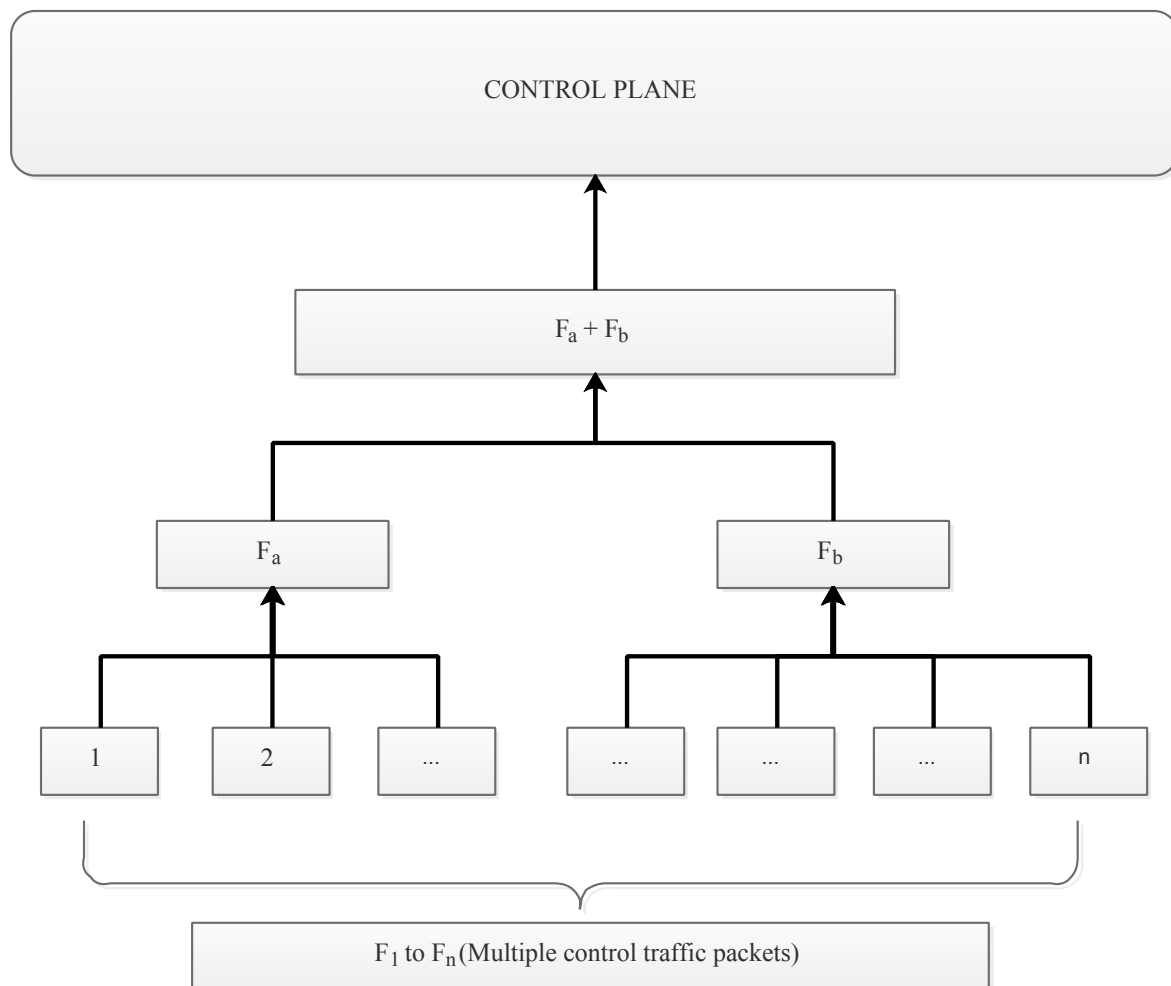 CONTROL PLANE
Fa + Fb
Fa
Fb
1
2
...
...
...
...
n
F1 to Fn (Multiple control traffic packets)